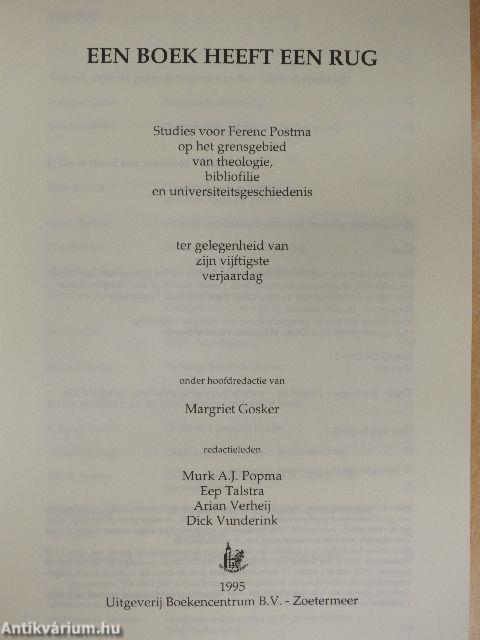 EEN BOEK HEEFT EEN RUG
Studies voor Ferenc Postma
op het grensgebied
van theologie,
bibliofilie
en universiteitsgeschiedenis
ter gelegenheid van
zijn vijftigste
verjaardag
onder hoofdredactie van
Margriet Gosker
redactieleden
Murk A.J. Popma
Eep Talstra
Arian Verheij
Dick Vunderink
1995
Uitgeverij Boekencentrum B.V. - Zoetermeer
Antikvárium.hu